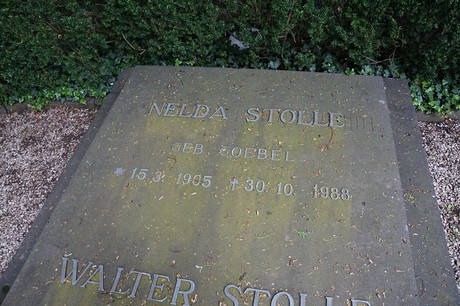 NELDA STOLLE
GEB. ZOEBEL
* 15.3. 1905 † 30.10. 1988
WALTER STOLLE